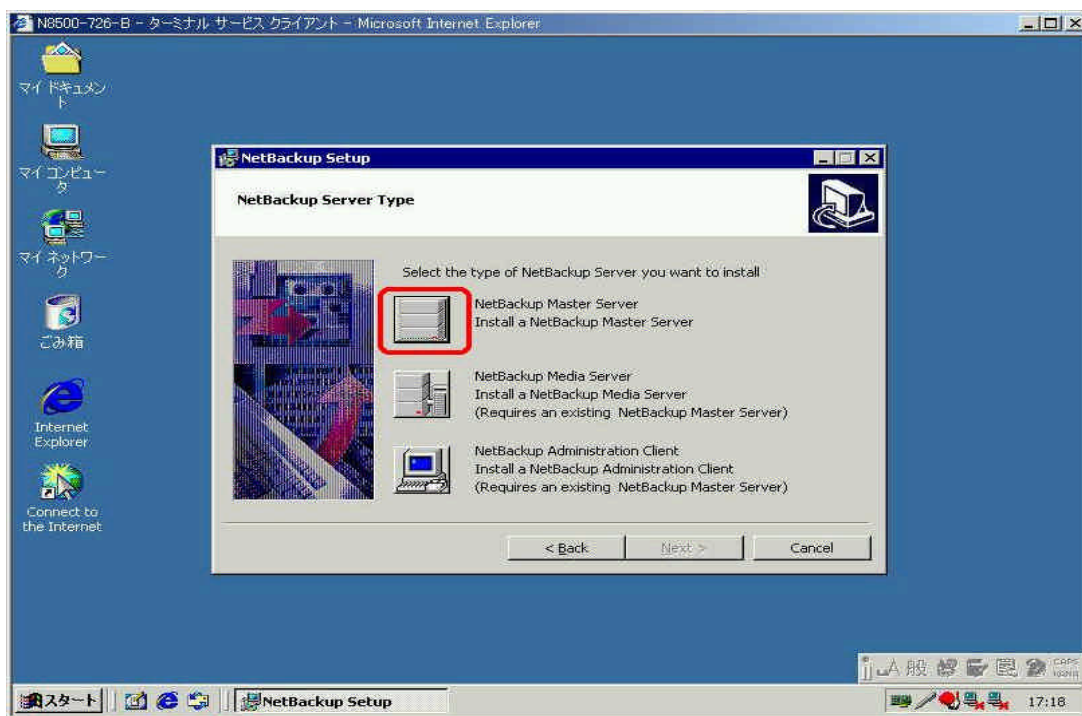 N8500-726-B - ターミナル サービス クライアント - Microsoft Internet Explorer
マイ ドキュメン
ト
マイ コンピュー
タ
マイ ネットワー
ク
ごみ箱
Internet
Explorer
Connect to
the Internet
NetBackup Setup
NetBackup Server Type
Select the type of NetBackup Server you want to install
NetBackup Master Server
Install a NetBackup Master Server
NetBackup Media Server
Install a NetBackup Media Server
(Requires an existing NetBackup Master Server)
NetBackup Administration Client
Install a NetBackup Administration Client
(Requires an existing NetBackup Master Server)
< Back
Next >
Cancel
A 般
CAPS
スタート
NetBackup Setup
17:18